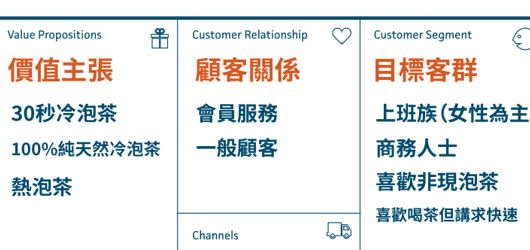 Value Propositions
價值主張
30秒冷泡茶
100%純天然冷泡茶
熱泡茶
Customer Relationship
顧客關係
會員服務
一般顧客
Channels
Customer Segment
目標客群
上班族(女性為主
商務人士
喜歡非現泡茶
喜歡喝茶但講求快速